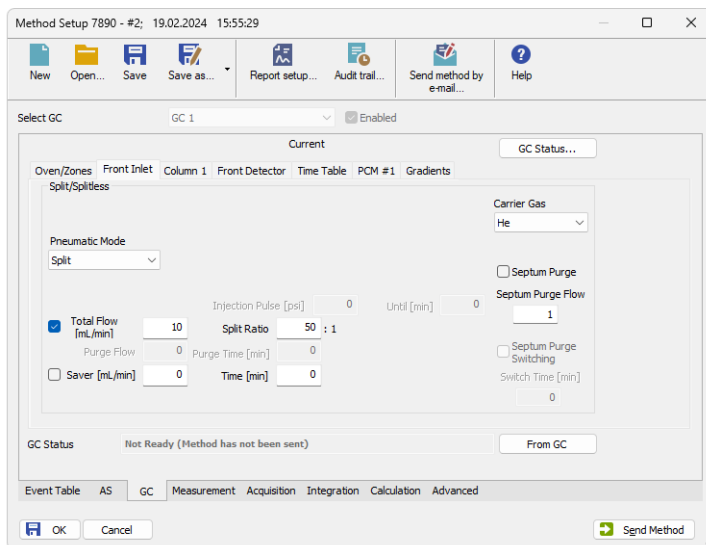 Method Setup 7890 - #2;   19.02.2024   15:55:29
New Open... Save Save as... Report setup... Audit trail... Send method by e-mail... Help
Select GC GC 1 Enabled
Current GC Status...
Oven/Zones Front Inlet Column 1 Front Detector Time Table PCM #1 Gradients
Split/Splitless
Carrier Gas
He
Pneumatic Mode
Split
Septum Purge
Septum Purge Flow
1
Injection Pulse [psi] 0 Until [min] 0
Total Flow [mL/min] 10 Split Ratio 50 : 1
Purge Flow 0 Purge Time [min] 0
Septum Purge Switching
Saver [mL/min] 0 Time [min] 0
Switch Time [min]
0
GC Status Not Ready (Method has not been sent) From GC
Event Table AS GC Measurement Acquisition Integration Calculation Advanced
OK Cancel Send Method